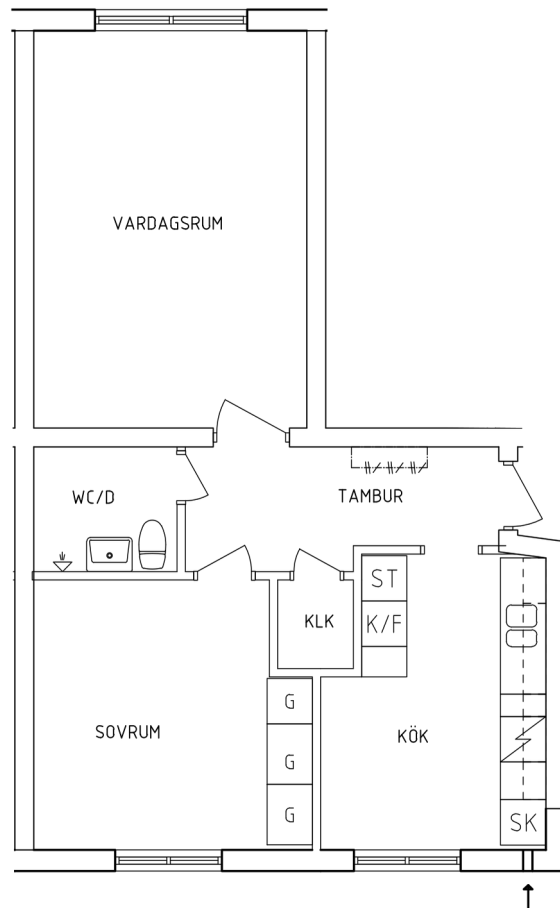 VARDAGSRUM
WC/D
TAMBUR
ST
K/F
KLK
G
SOVRUM
KÖK
G
G
SK